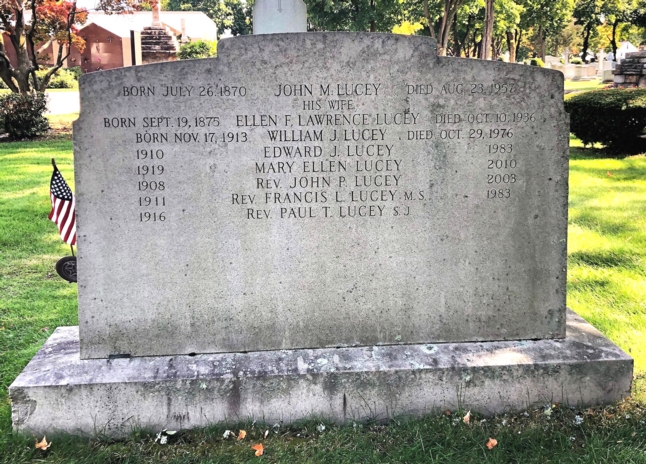 BORN JULY 26, 1870 JOHN M. LUCEY DIED AUG. 23, 1957
HIS WIFE
BORN SEPT. 19, 1875 ELLEN F. LAWRENCE LUCEY DIED OCT. 10, 1936
BORN NOV. 17, 1913 WILLIAM J. LUCEY DIED OCT. 29, 1976
1910 EDWARD J. LUCEY 1983
1919 MARY ELLEN LUCEY 2010
1908 REV. JOHN P. LUCEY 2003
1911 REV. FRANCIS L. LUCEY M.S. 1983
1916 REV. PAUL T. LUCEY S.J